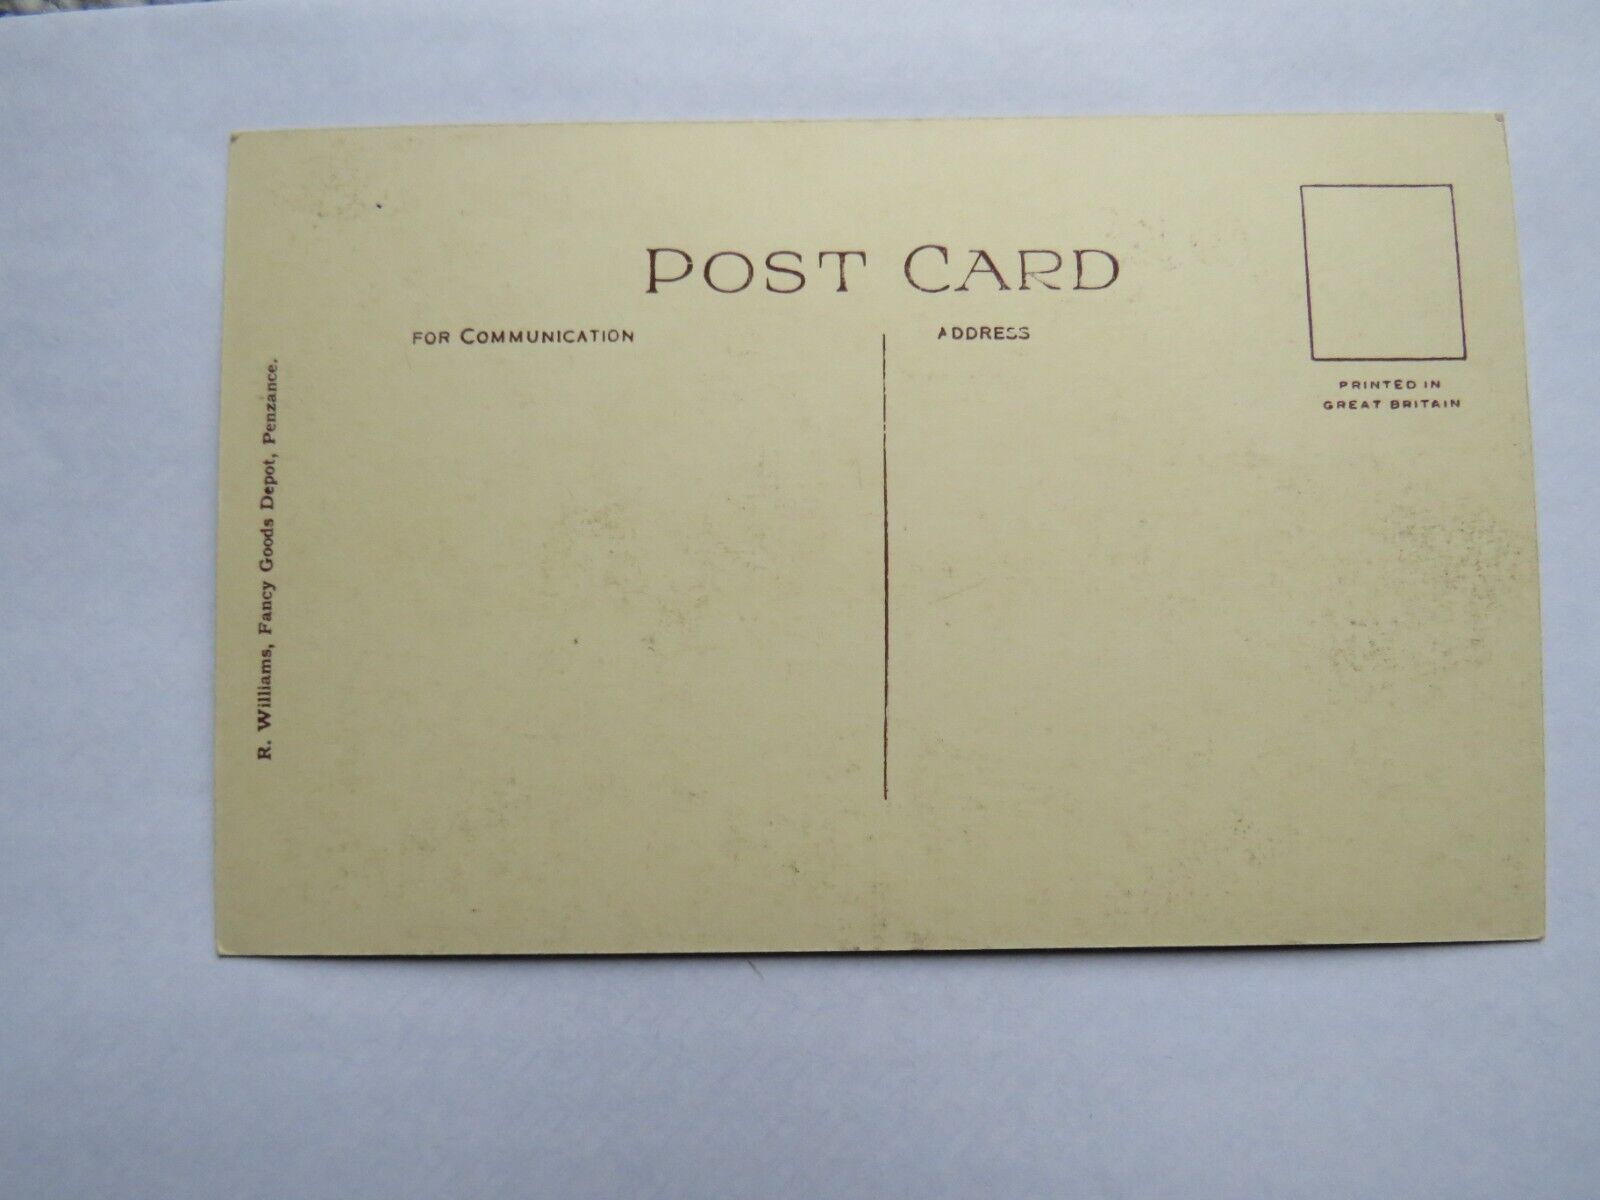 POST CARD
FOR COMMUNICATION
ADDRESS
PRINTED IN
GREAT BRITAIN
R. Williams, Fancy Goods Depot, Penzance.